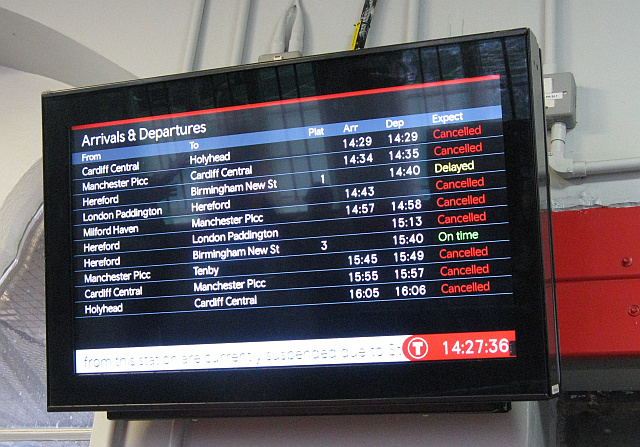 Arrivals & Departures
From To Plat Arr Dep Expect
Cardiff Central Holyhead 14:29 14:29 Cancelled
Manchester Picc Cardiff Central 14:34 14:35 Cancelled
Hereford Birmingham New St 1 14:40 Delayed
London Paddington Hereford 14:43 Cancelled
Milford Haven Manchester Picc 14:57 14:58 Cancelled
Hereford London Paddington 15:13 Cancelled
Hereford Birmingham New St 3 15:40 On time
Manchester Picc Tenby 15:45 15:49 Cancelled
Cardiff Central Manchester Picc 15:55 15:57 Cancelled
Holyhead Cardiff Central 16:05 16:06 Cancelled
from this station are currently suspended due to T 14:27:36